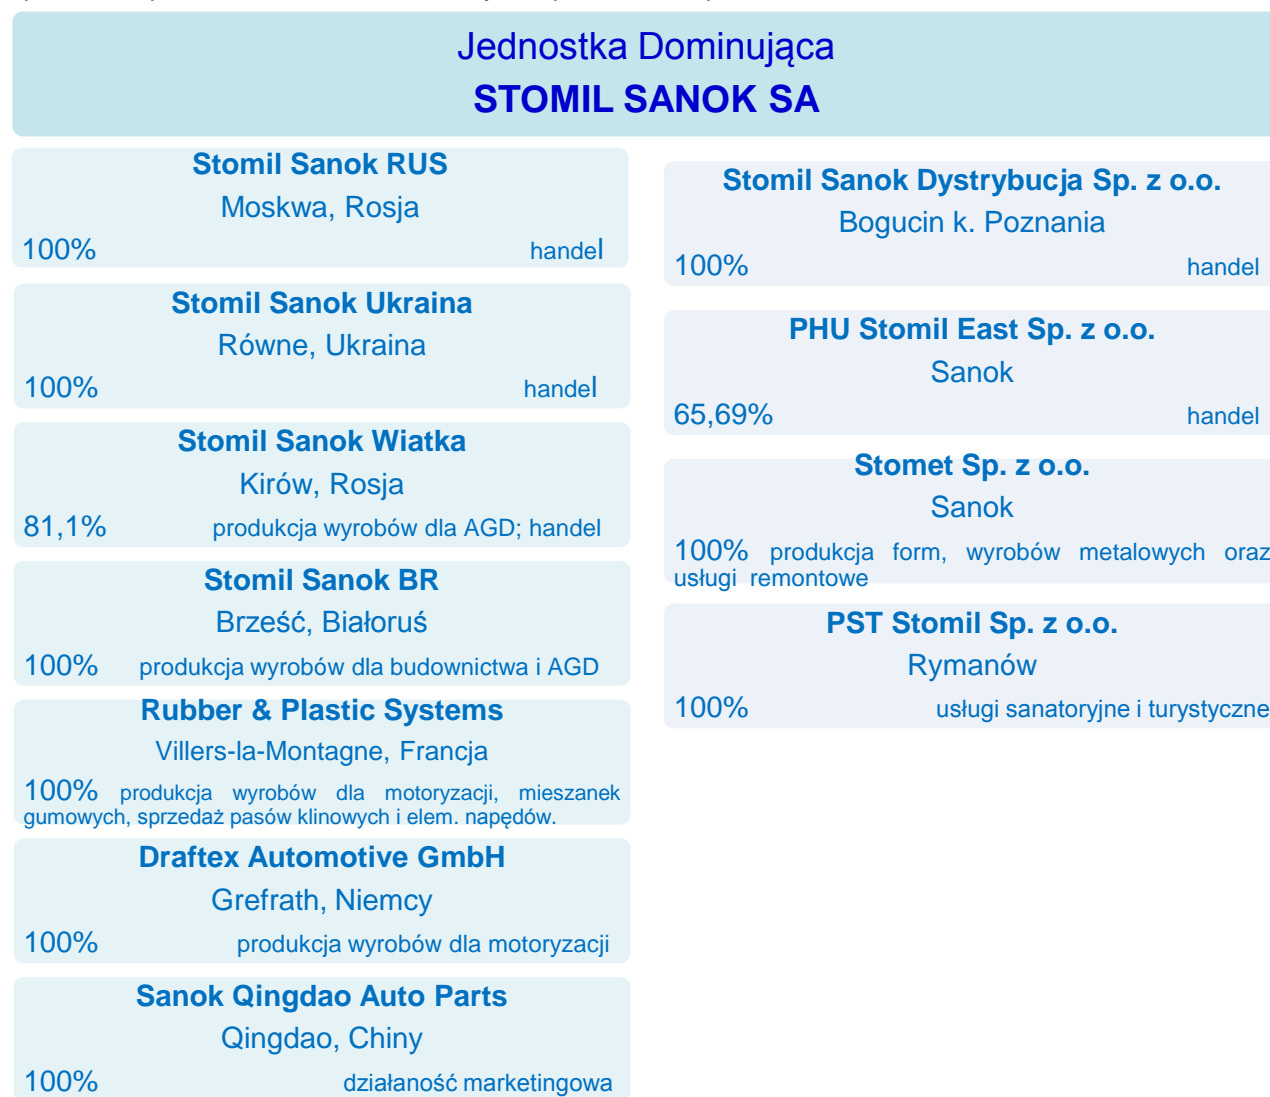 Jednostka Dominująca
STOMIL SANOK SA
Stomil Sanok RUS
Moskwa, Rosja
100% handel
Stomil Sanok Ukraina
Równe, Ukraina
100% handel
Stomil Sanok Wiatka
Kirów, Rosja
81,1% produkcja wyrobów dla AGD; handel
Stomil Sanok BR
Brześć, Białoruś
100% produkcja wyrobów dla budownictwa i AGD
Rubber & Plastic Systems
Villers-la-Montagne, Francja
100% produkcja wyrobów dla motoryzacji, mieszanek
gumowych, sprzedaż pasów klinowych i elem. napędów.
Draftex Automotive GmbH
Grefrath, Niemcy
100% produkcja wyrobów dla motoryzacji
Sanok Qingdao Auto Parts
Qingdao, Chiny
100% działaność marketingowa
Stomil Sanok Dystrybucja Sp. z o.o.
Bogucin k. Poznania
100% handel
PHU Stomil East Sp. z o.o.
Sanok
65,69% handel
Stomet Sp. z o.o.
Sanok
100% produkcja form, wyrobów metalowych oraz
usługi remontowe
PST Stomil Sp. z o.o.
Rymanów
100% usługi sanatoryjne i turystyczne